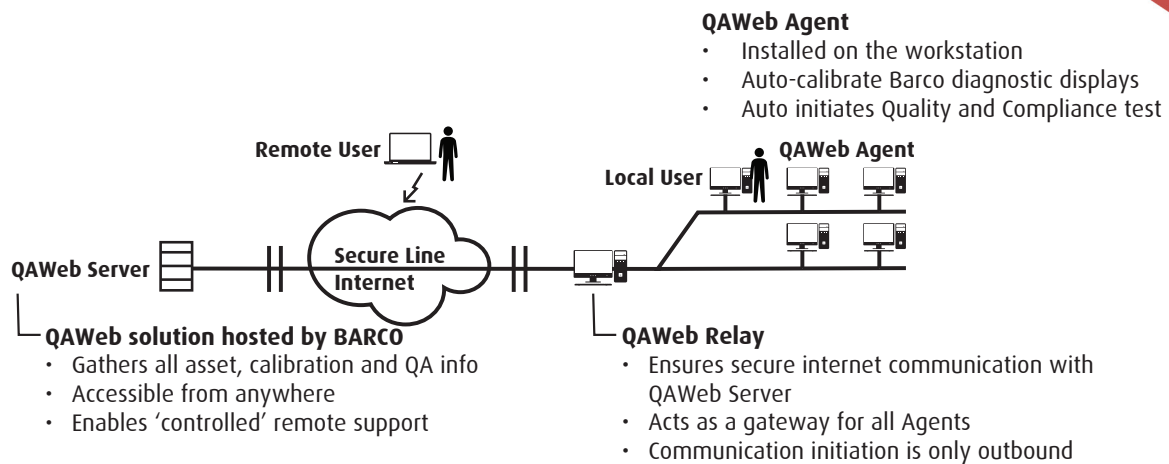 QAWeb Agent
• Installed on the workstation
• Auto-calibrate Barco diagnostic displays
• Auto initiates Quality and Compliance test
Remote User
QAWeb Agent
Local User
Secure Line
Internet
QAWeb Server
QAWeb solution hosted by BARCO
• Gathers all asset, calibration and QA info
• Accessible from anywhere
• Enables ‘controlled’ remote support
QAWeb Relay
• Ensures secure internet communication with
QAWeb Server
• Acts as a gateway for all Agents
• Communication initiation is only outbound